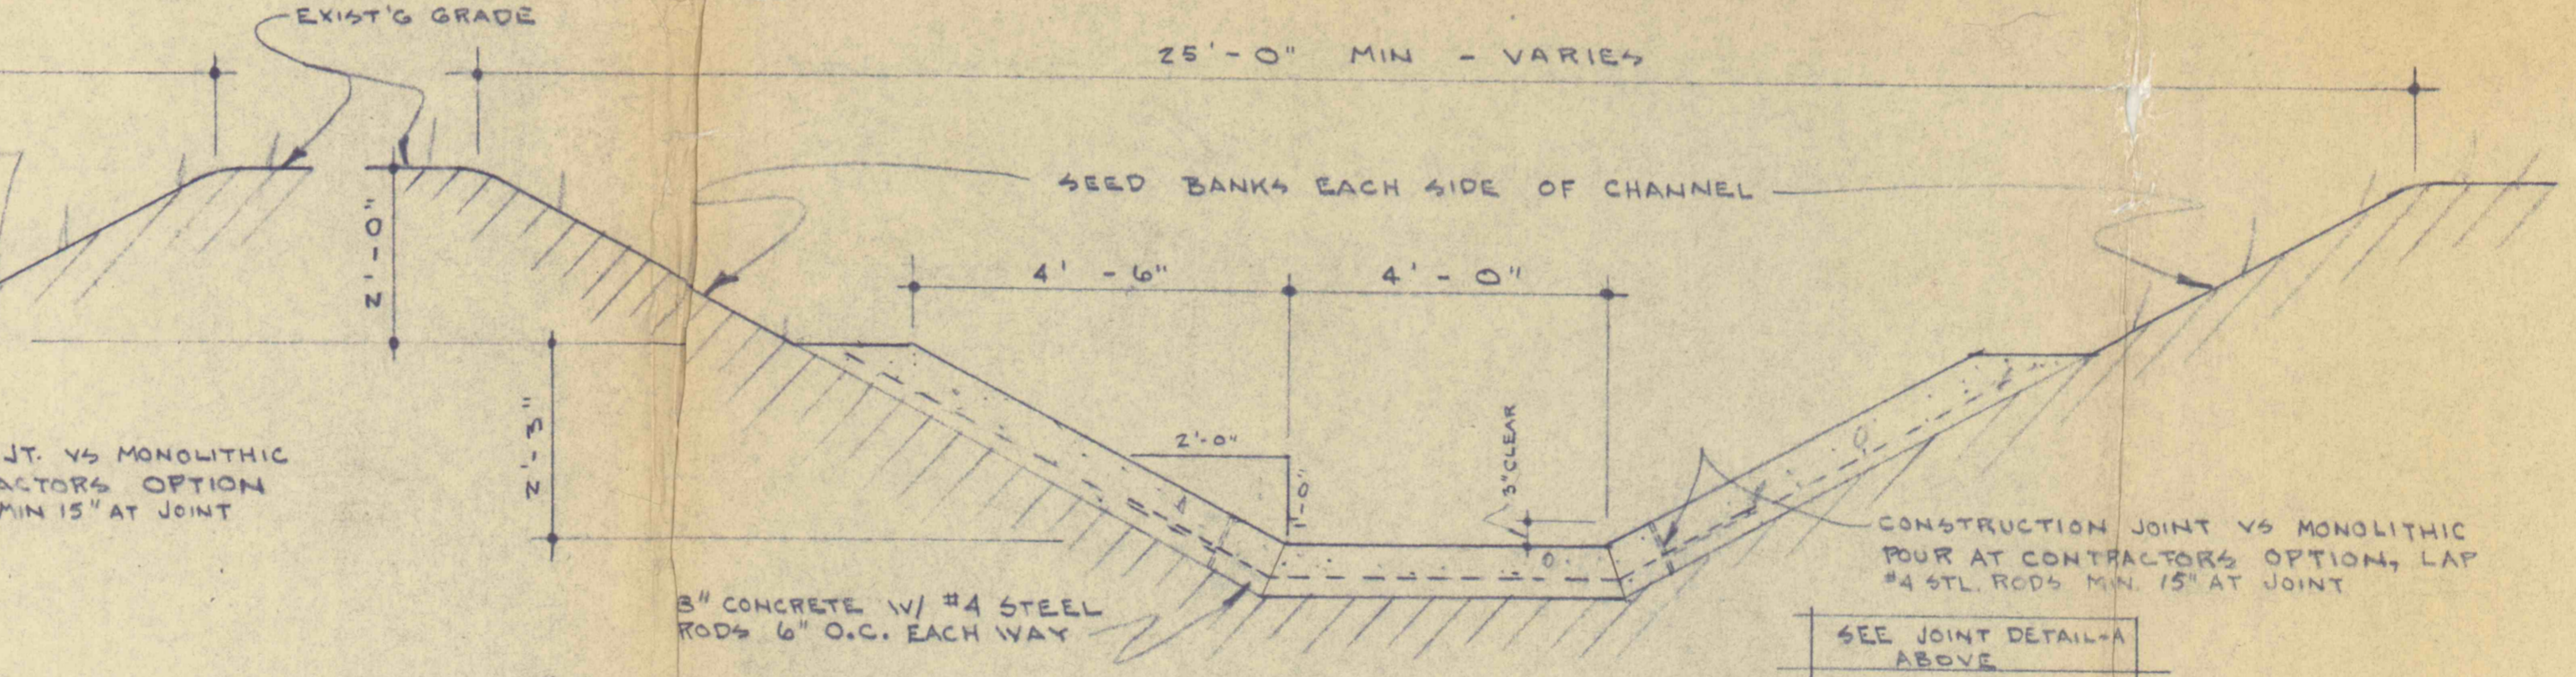 EXIST'G GRADE
25'-0" MIN - VARIES
SEED BANKS EACH SIDE OF CHANNEL
2'-0"
4'-6"
4'-0"
2'-3"
2'-0"
1'-0"
3" CLEAR
JT. VS MONOLITHIC
ACTORS OPTION
MIN 15" AT JOINT
CONSTRUCTION JOINT VS MONOLITHIC
POUR AT CONTRACTORS OPTION, LAP
#4 STL. RODS MIN. 15" AT JOINT
8" CONCRETE W/ #4 STEEL
RODS 6" O.C. EACH WAY
SEE JOINT DETAIL-A
ABOVE